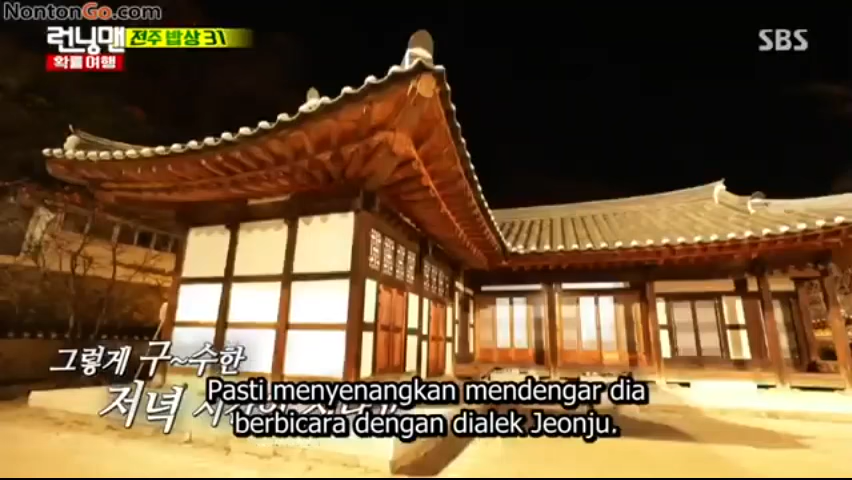 NontonGo.com
런닝맨 전주 밥상 31
확률여행
SBS
그렇게 구~수한
저녁
Pasti menyenangkan mendengar dia
berbicara dengan dialek Jeonju.